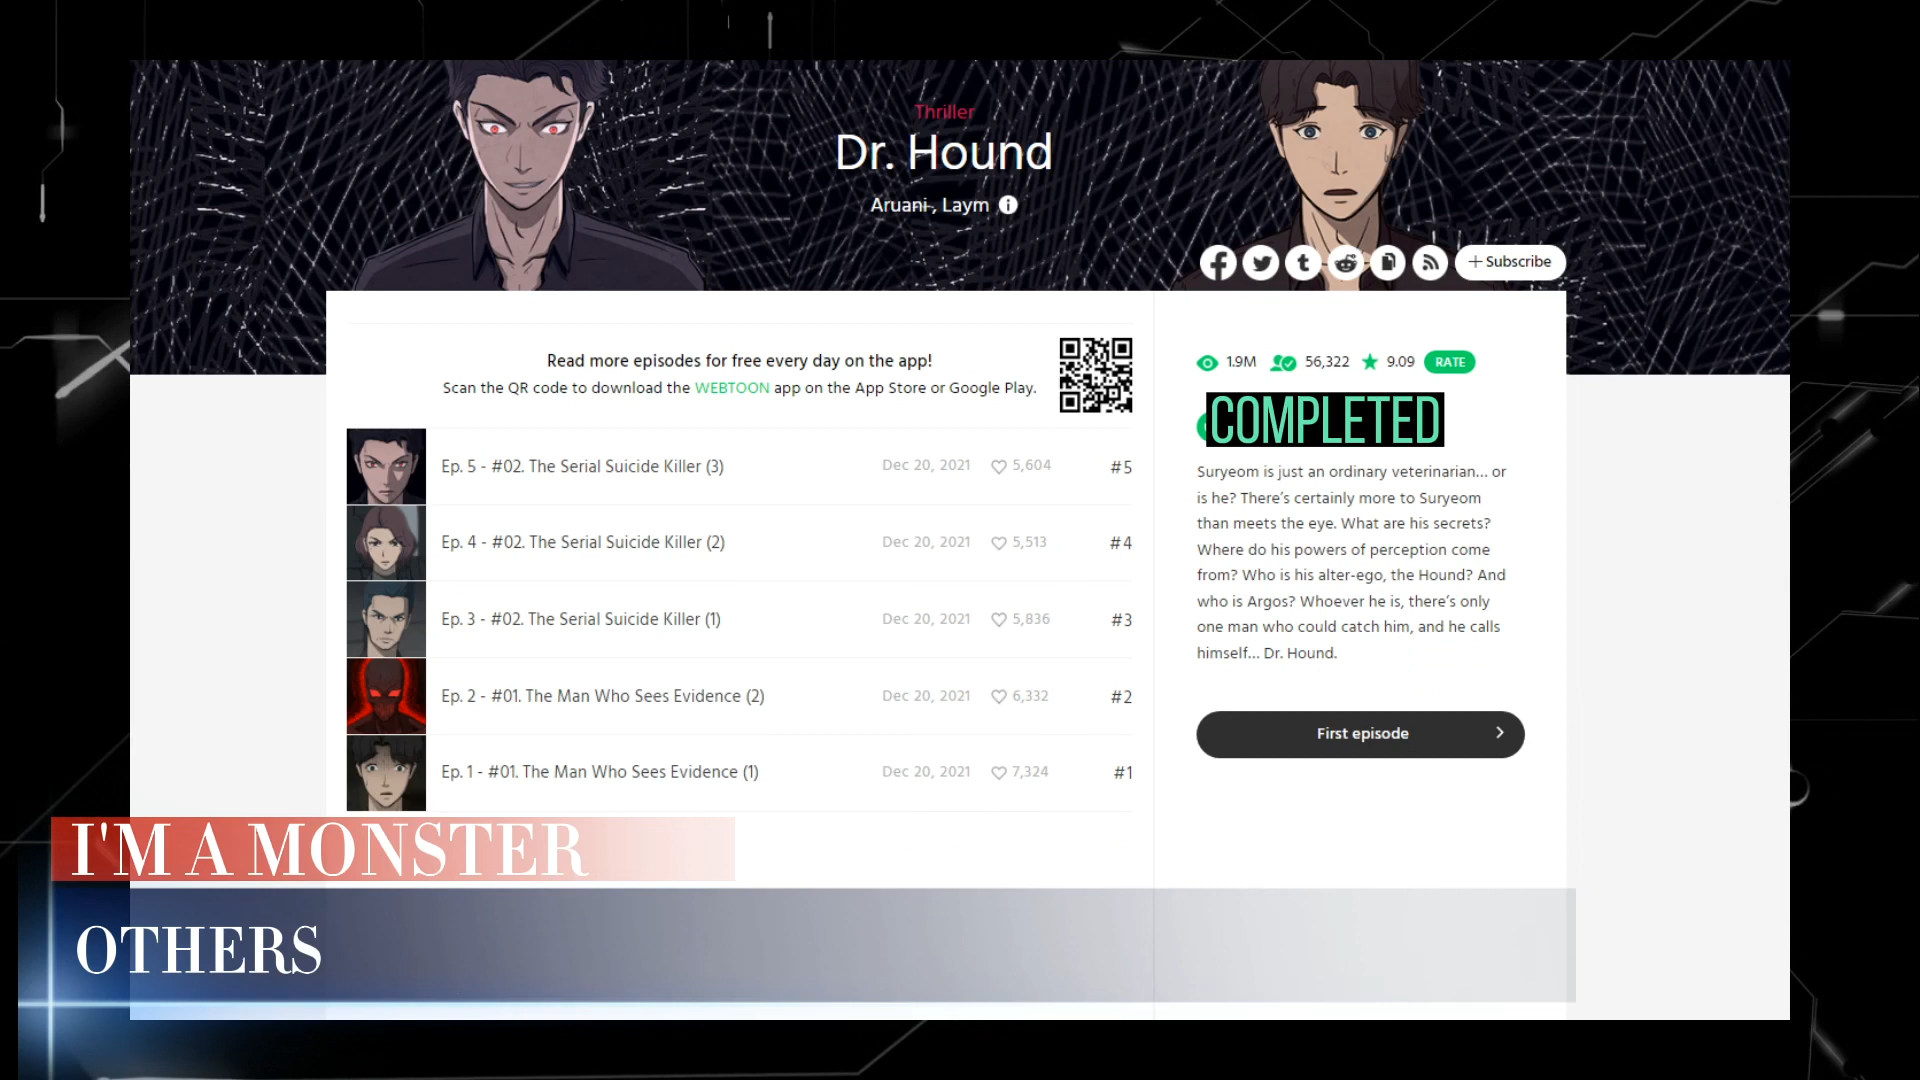 Thriller
Dr. Hound
Aruani , Laym
+ Subscribe
Read more episodes for free every day on the app!
Scan the QR code to download the WEBTOON app on the App Store or Google Play.
Ep. 5 - #02. The Serial Suicide Killer (3) Dec 20, 2021 5,604 #5
Ep. 4 - #02. The Serial Suicide Killer (2) Dec 20, 2021 5,513 #4
Ep. 3 - #02. The Serial Suicide Killer (1) Dec 20, 2021 5,836 #3
Ep. 2 - #01. The Man Who Sees Evidence (2) Dec 20, 2021 6,332 #2
Ep. 1 - #01. The Man Who Sees Evidence (1) Dec 20, 2021 7,324 #1
1.9M 56,322 9.09 RATE
COMPLETED
Suryeom is just an ordinary veterinarian... or
is he? There's certainly more to Suryeom
than meets the eye. What are his secrets?
Where do his powers of perception come
from? Who is his alter-ego, the Hound? And
who is Argos? Whoever he is, there's only
one man who could catch him, and he calls
himself... Dr. Hound.
First episode
I'M A MONSTER
OTHERS